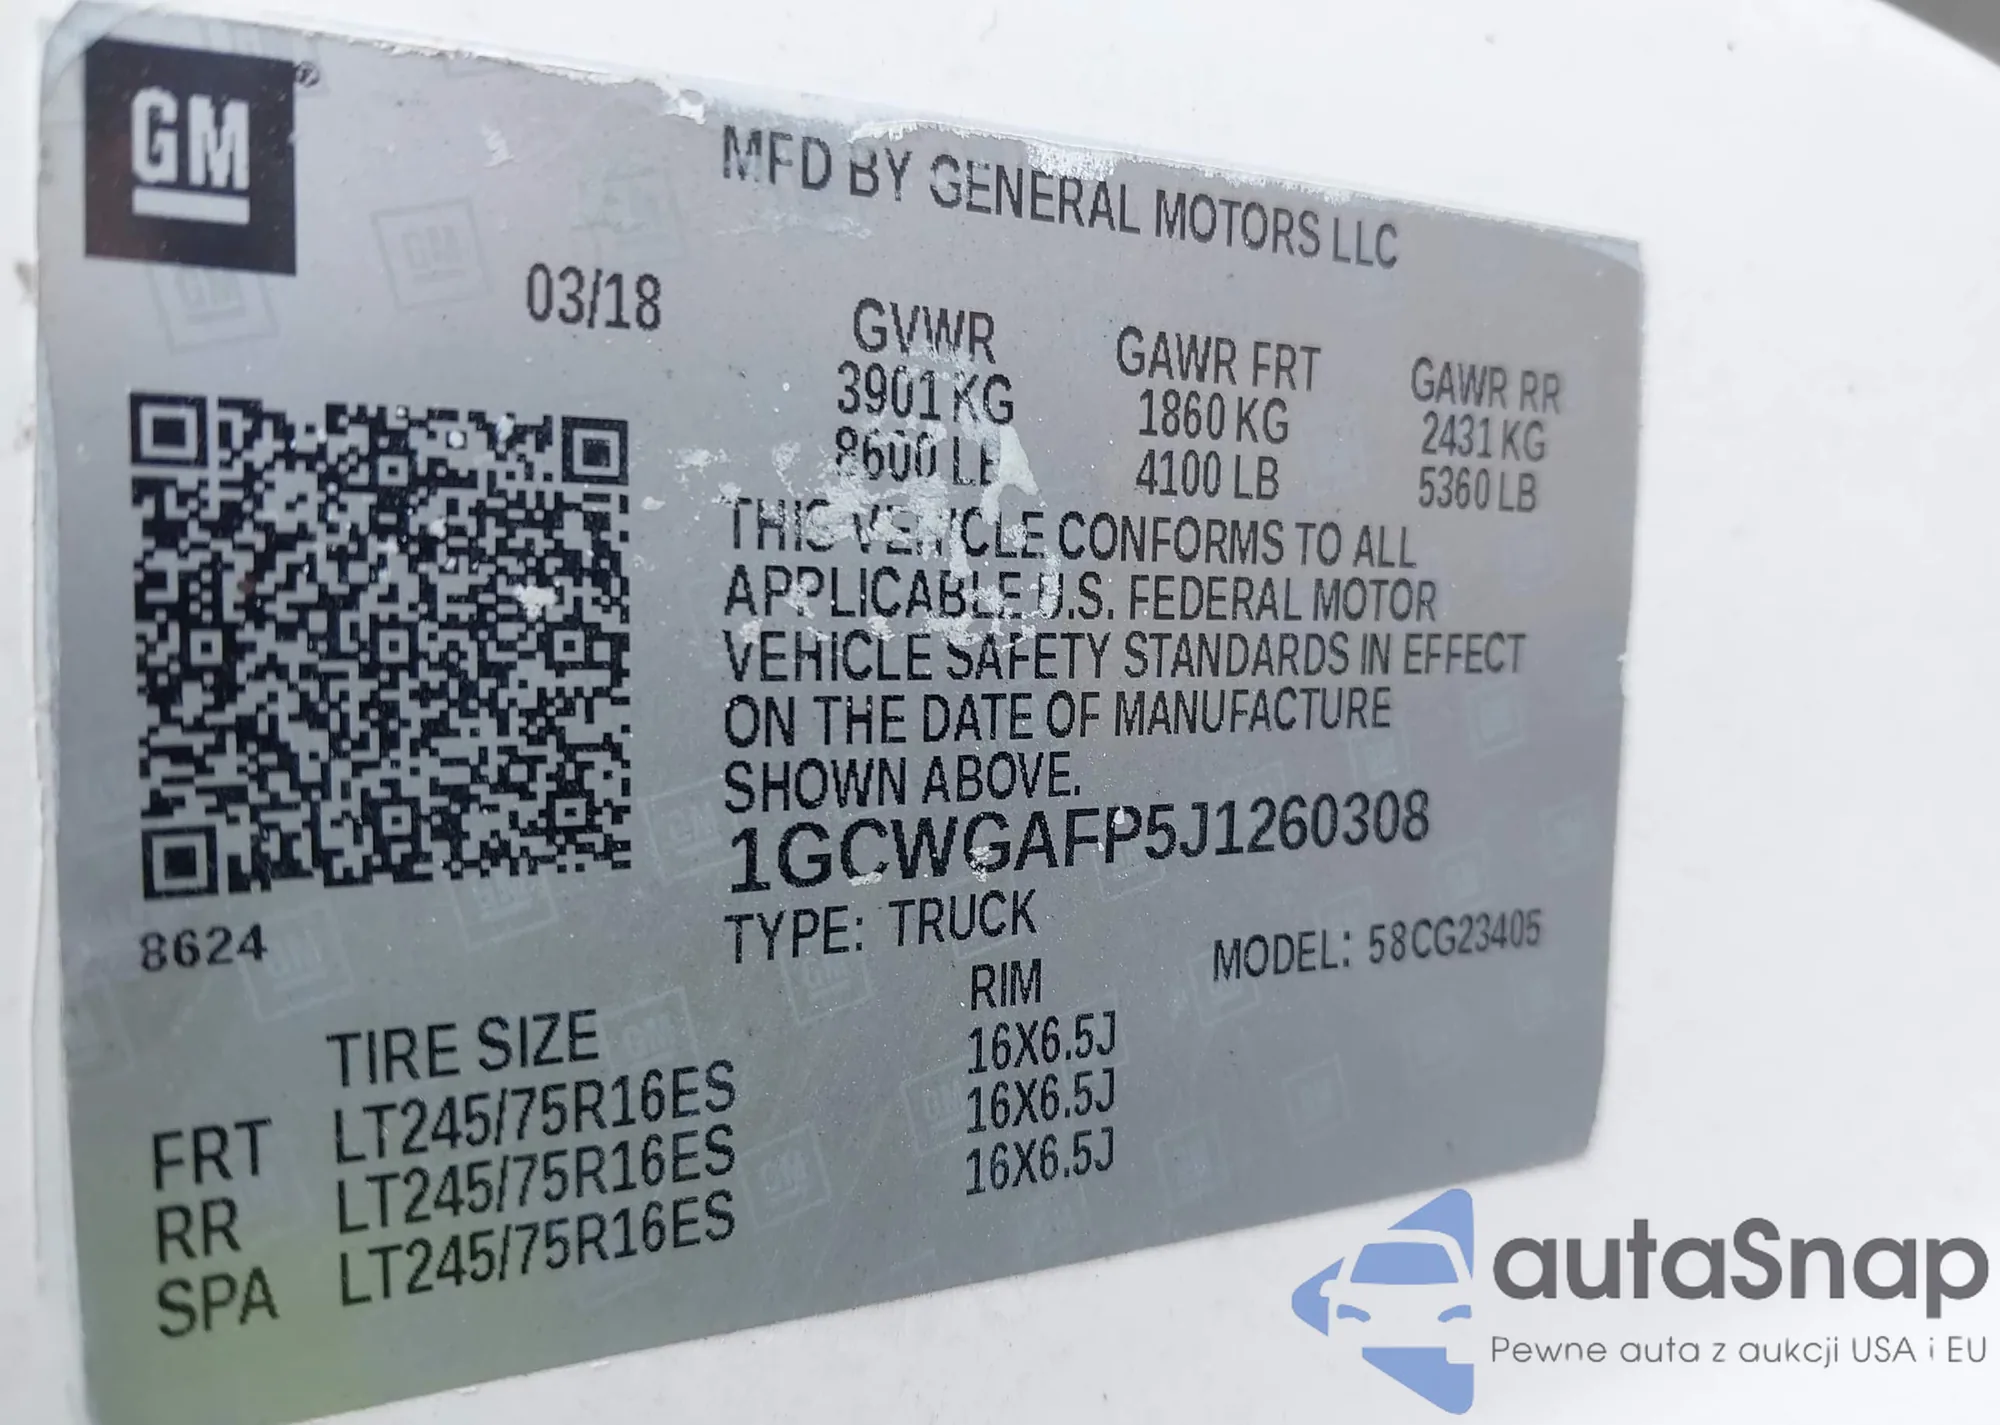 GM
MFD BY GENERAL MOTORS LLC
03/18
GVWR GAWR FRT GAWR RR
3901 KG 1860 KG 2431 KG
8600 LB 4100 LB 5360 LB
THIS VEHICLE CONFORMS TO ALL
APPLICABLE U.S. FEDERAL MOTOR
VEHICLE SAFETY STANDARDS IN EFFECT
ON THE DATE OF MANUFACTURE
SHOWN ABOVE.
1GCWGAFP5J1260308
8624
TYPE: TRUCK MODEL: 58CG23405
TIRE SIZE RIM
FRT LT245/75R16ES 16X6.5J
RR LT245/75R16ES 16X6.5J
SPA LT245/75R16ES 16X6.5J
autaSnap
Pewne auta z aukcji USA i EU